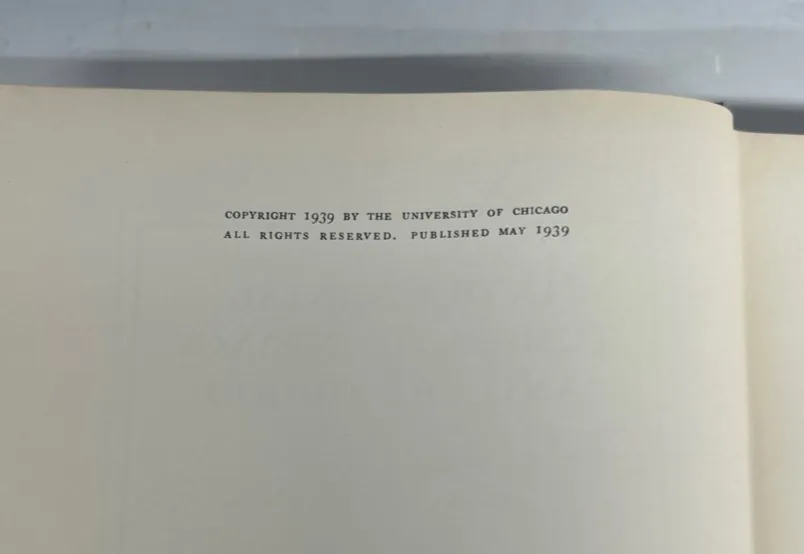 COPYRIGHT 1939 BY THE UNIVERSITY OF CHICAGO
ALL RIGHTS RESERVED. PUBLISHED MAY 1939